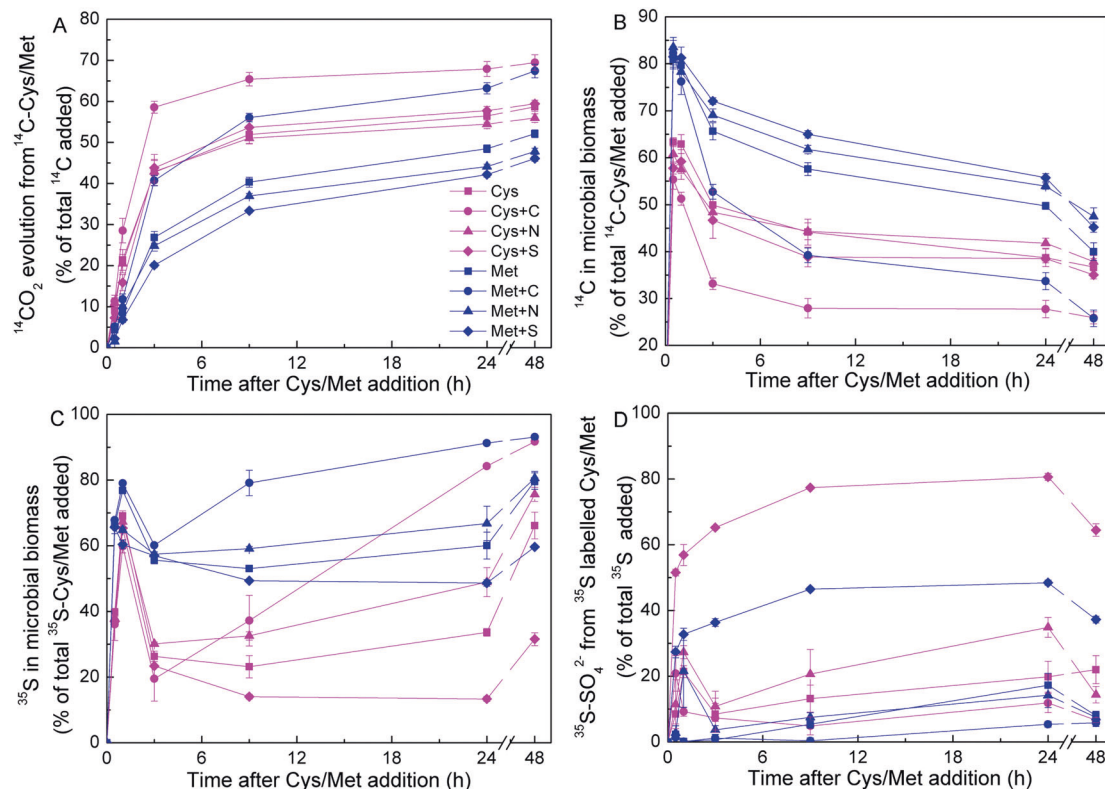 A
¹⁴CO₂ evolution from ¹⁴C-Cys/Met
(% of total ¹⁴C added)
80
70
60
50
40
30
20
10
0
Cys
Cys+C
Cys+N
Cys+S
Met
Met+C
Met+N
Met+S
0 6 12 18 24 48
Time after Cys/Met addition (h)
B
¹⁴C in microbial biomass
(% of total ¹⁴C-Cys/Met added)
90
80
70
60
50
40
30
20
10
0
0 6 12 18 24 48
Time after Cys/Met addition (h)
C
³⁵S in microbial biomass
(% of total ³⁵S-Cys/Met added)
100
80
60
40
20
0
0 6 12 18 24 48
Time after Cys/Met addition (h)
D
³⁵S-SO₄²⁻ from ³⁵S labelled Cys/Met
(% of total ³⁵S added)
100
80
60
40
20
0
0 6 12 18 24 48
Time after Cys/Met addition (h)